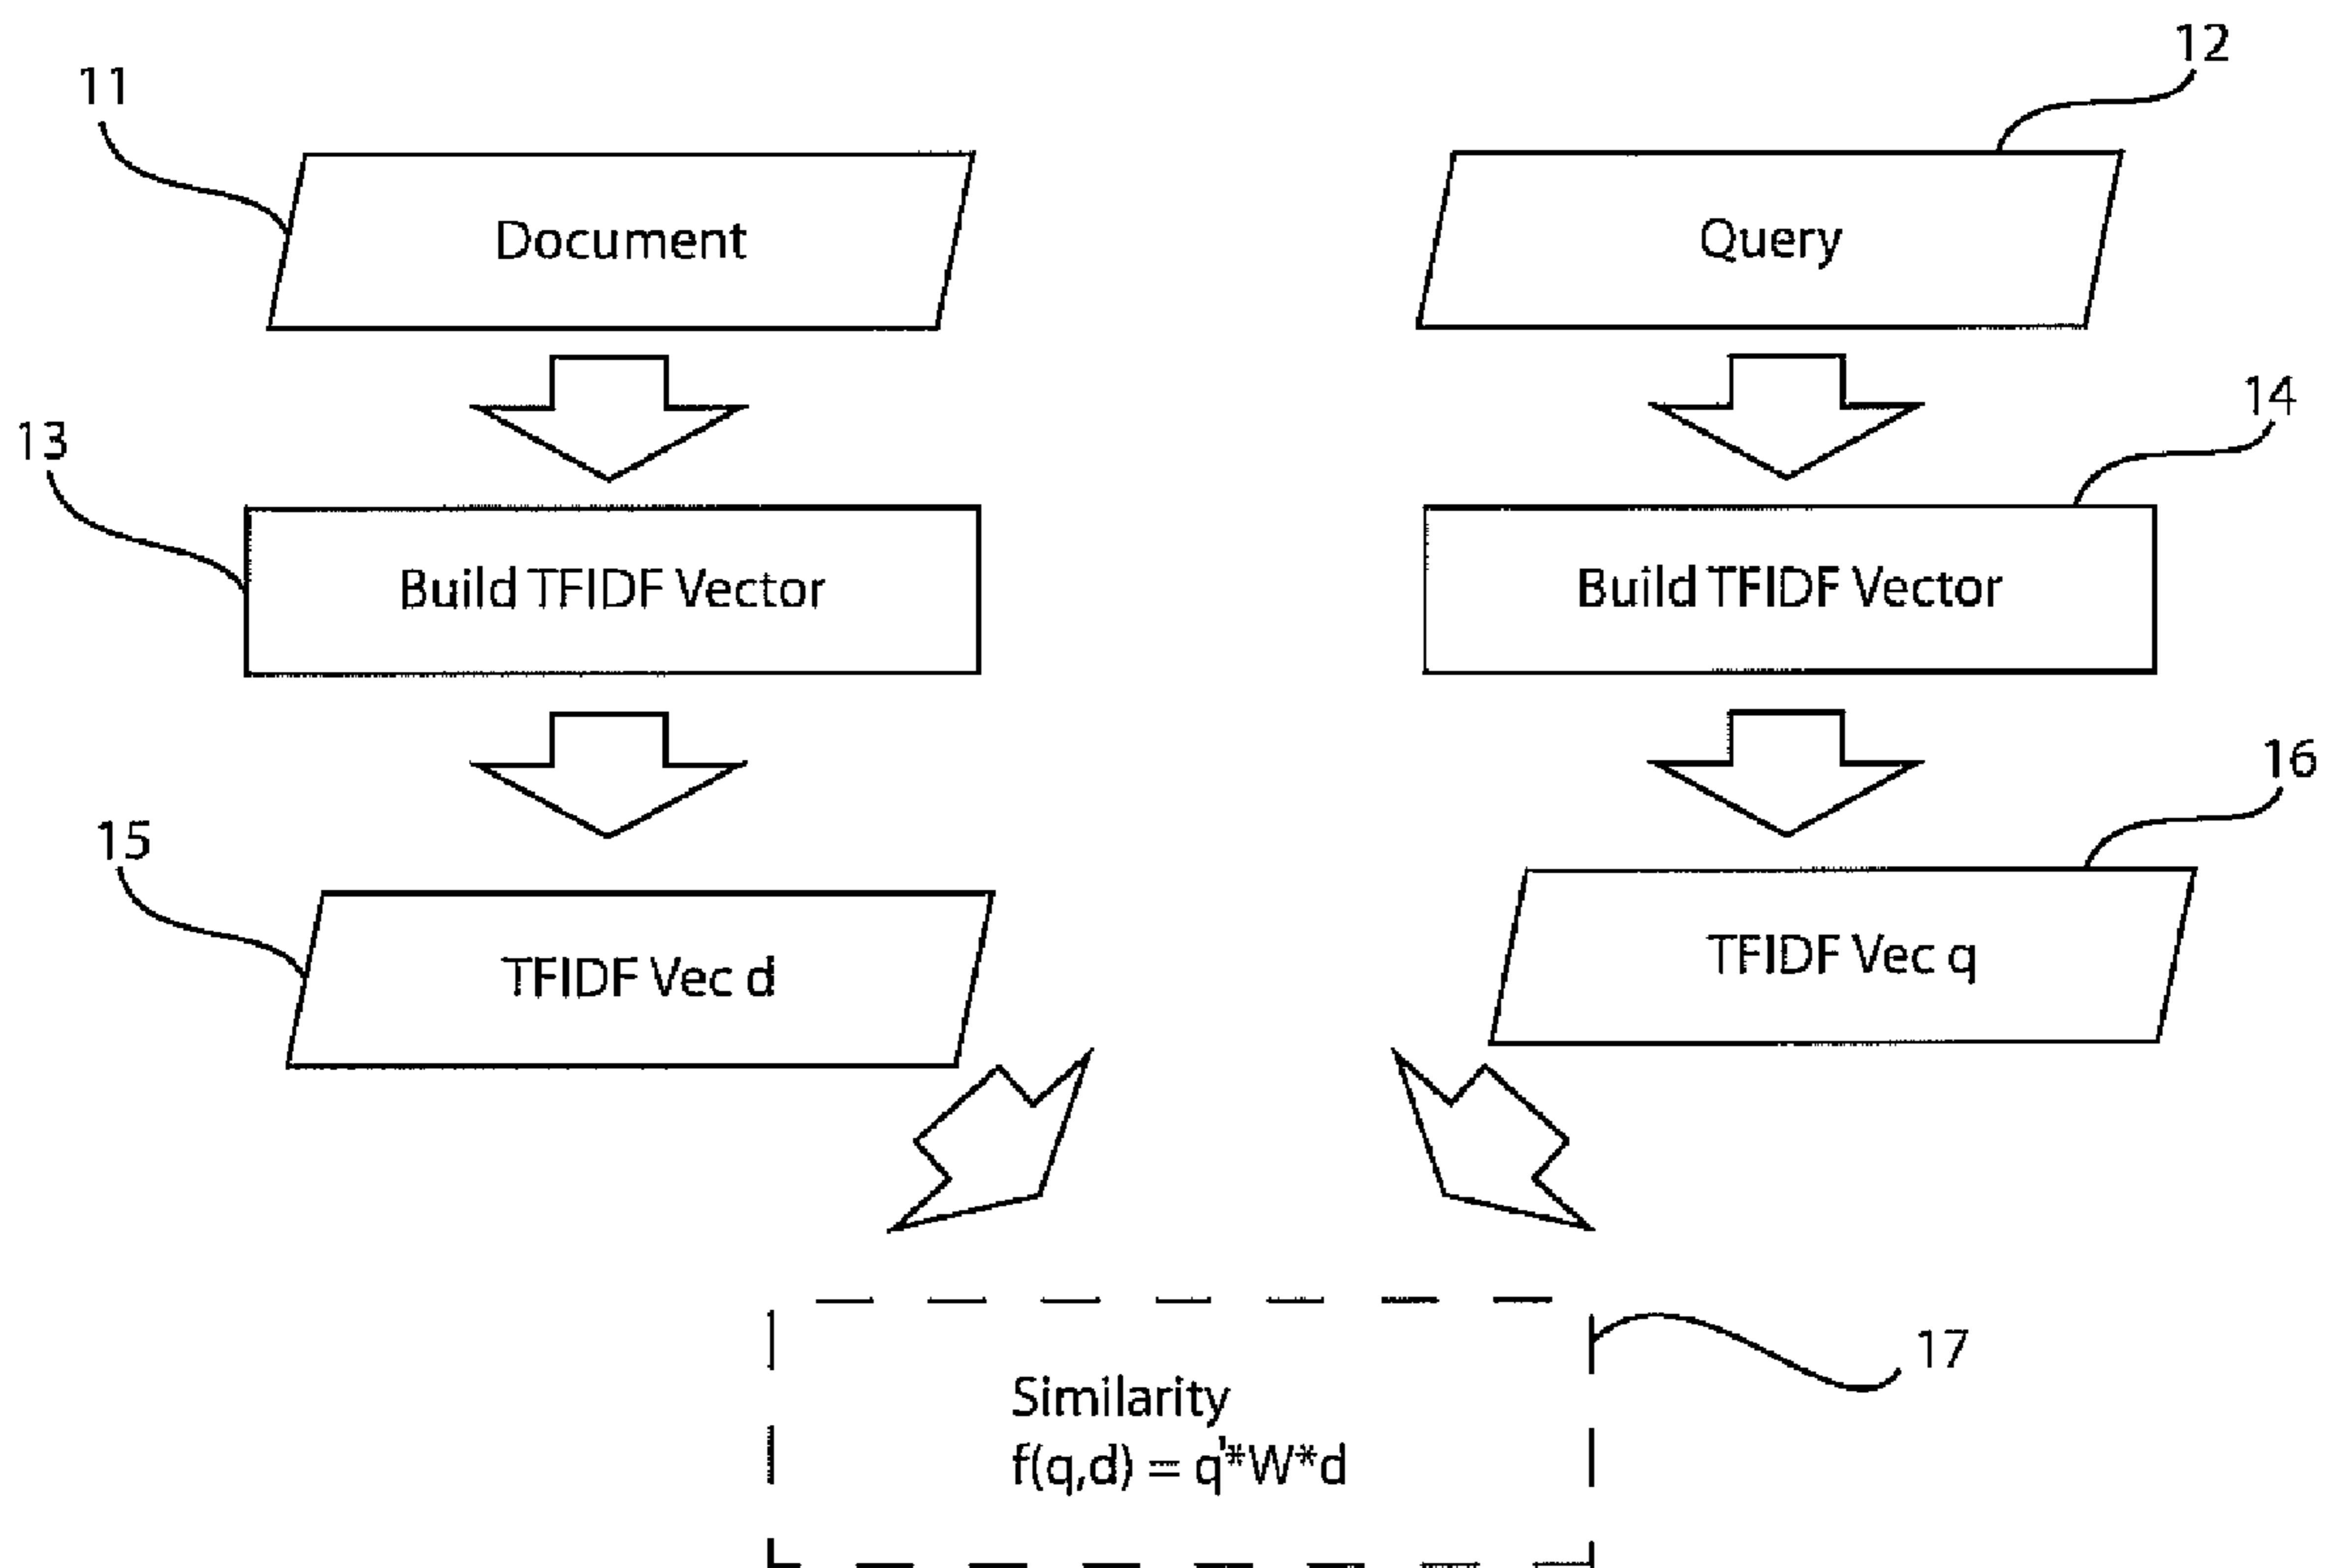 12
11
Document
Query
14
13
Build TFIDF Vector
Build TFIDF Vector
16
15
TFIDF Vec d
TFIDF Vec q
17
Similarity
f(q,d) = q'*W*d